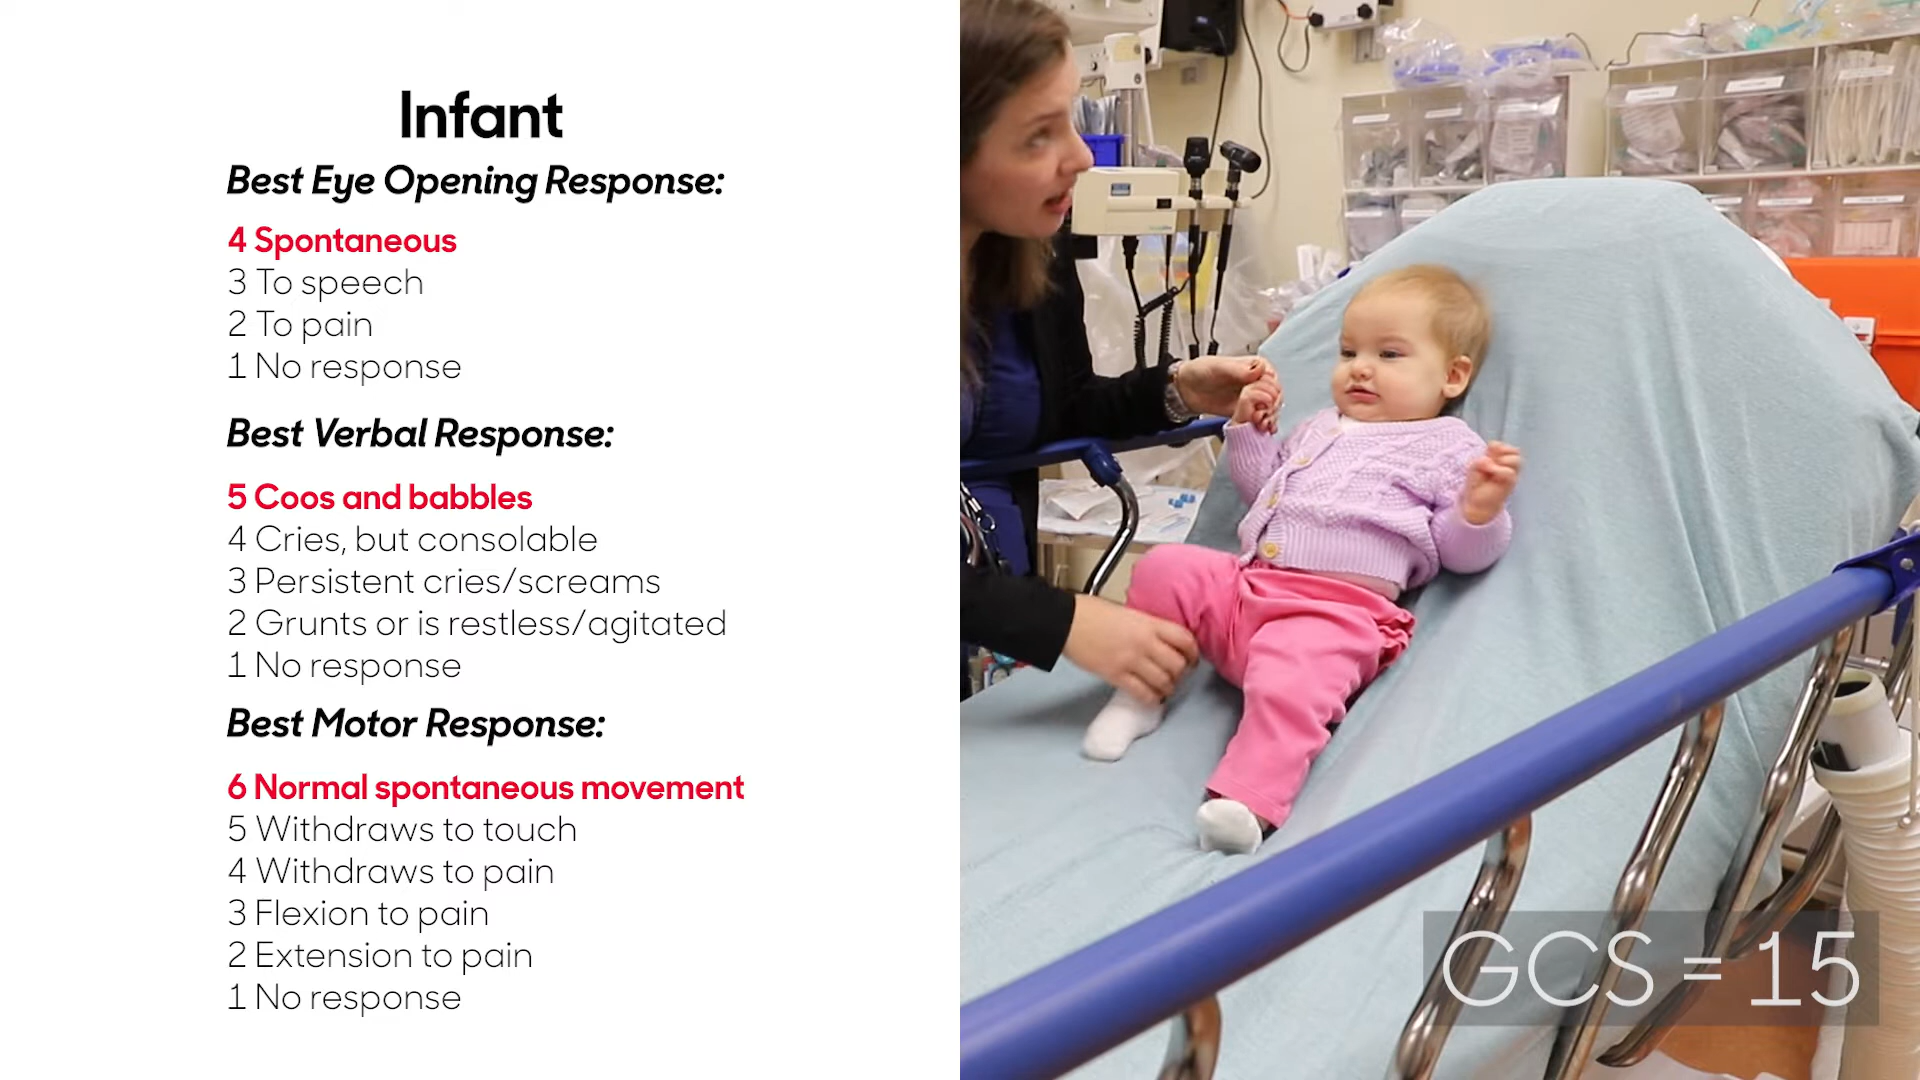 Infant
Best Eye Opening Response:
4 Spontaneous
3 To speech
2 To pain
1 No response
Best Verbal Response:
5 Coos and babbles
4 Cries, but consolable
3 Persistent cries/screams
2 Grunts or is restless/agitated
1 No response
Best Motor Response:
6 Normal spontaneous movement
5 Withdraws to touch
4 Withdraws to pain
3 Flexion to pain
2 Extension to pain
1 No response
GCS = 15